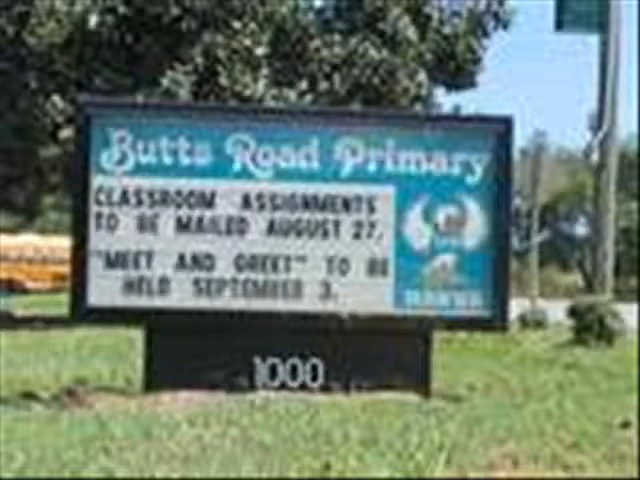 Butts Road Primary
CLASSROOM ASSIGNMENTS
TO BE MAILED AUGUST 27.
"MEET AND GREET" TO BE
HELD SEPTEMBER 3.
1000